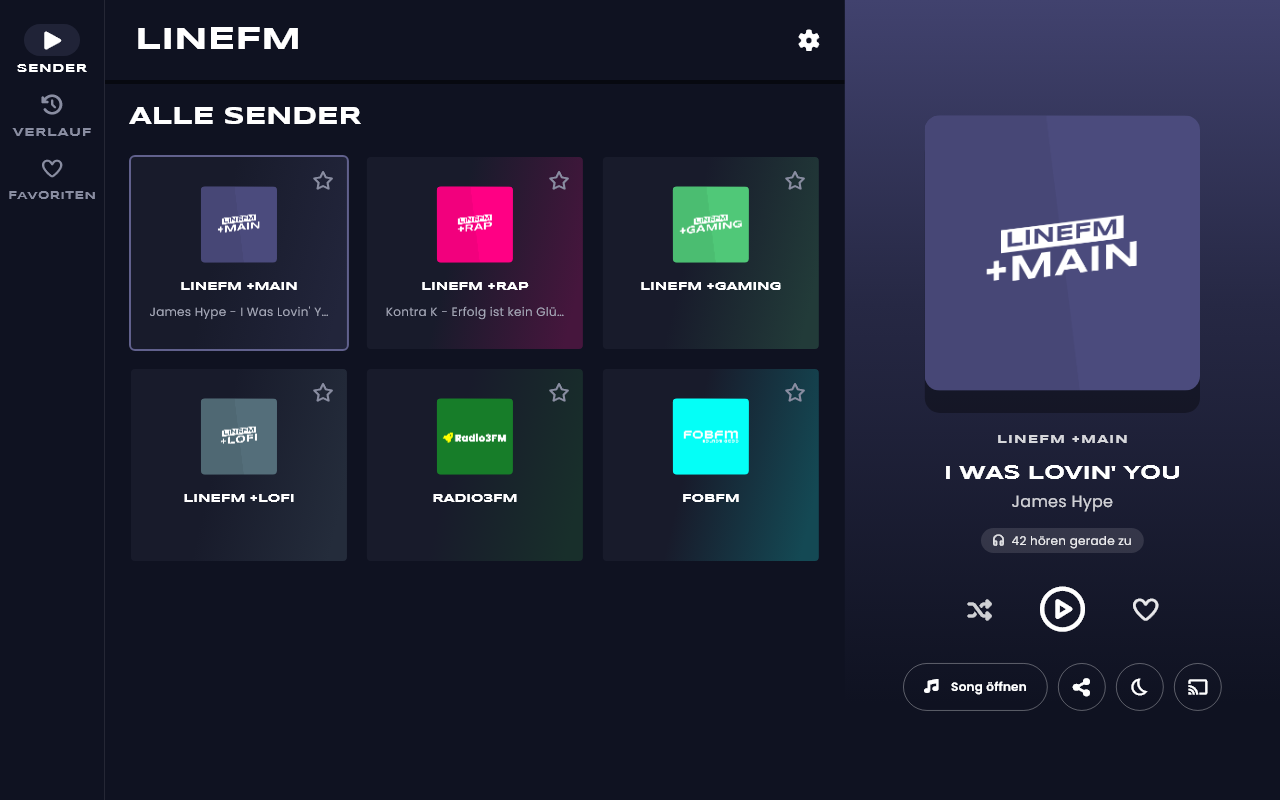 SENDER
VERLAUF
FAVORITEN
LINEFM
ALLE SENDER
LINEFM
+MAIN
LINEFM +MAIN
James Hype - I Was Lovin' Y...
LINEFM
+RAP
LINEFM +RAP
Kontra K - Erfolg ist kein Glü...
LINEFM
+GAMING
LINEFM +GAMING
LINEFM
+LOFI
LINEFM +LOFI
Radio3FM
RADIO3FM
FOBFM
FOBFM
LINEFM
+MAIN
LINEFM +MAIN
I WAS LOVIN' YOU
James Hype
42 hören gerade zu
Song öffnen